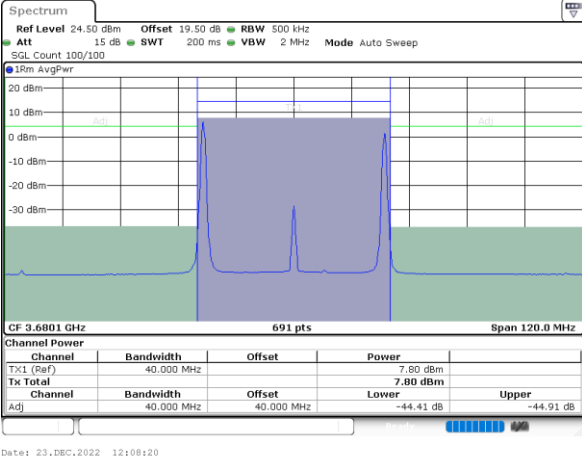 Spectrum
Ref Level 24.50 dBm Offset 19.50 dB RBW 500 kHz
Att 15 dB SWT 200 ms VBW 2 MHz Mode Auto Sweep
SGL Count 100/100
1Rm AvgPwr
20 dBm
TX1
10 dBm
Adj Adj
0 dBm
-10 dBm
-20 dBm
-30 dBm
CF 3.6801 GHz 691 pts Span 120.0 MHz
Channel Power
Channel Bandwidth Offset Power
TX1 (Ref) 40.000 MHz 7.80 dBm
Tx Total 7.80 dBm
Channel Bandwidth Offset Lower Upper
Adj 40.000 MHz 40.000 MHz -44.41 dB -44.91 dB
Ready
Date: 23.DEC.2022 12:08:20